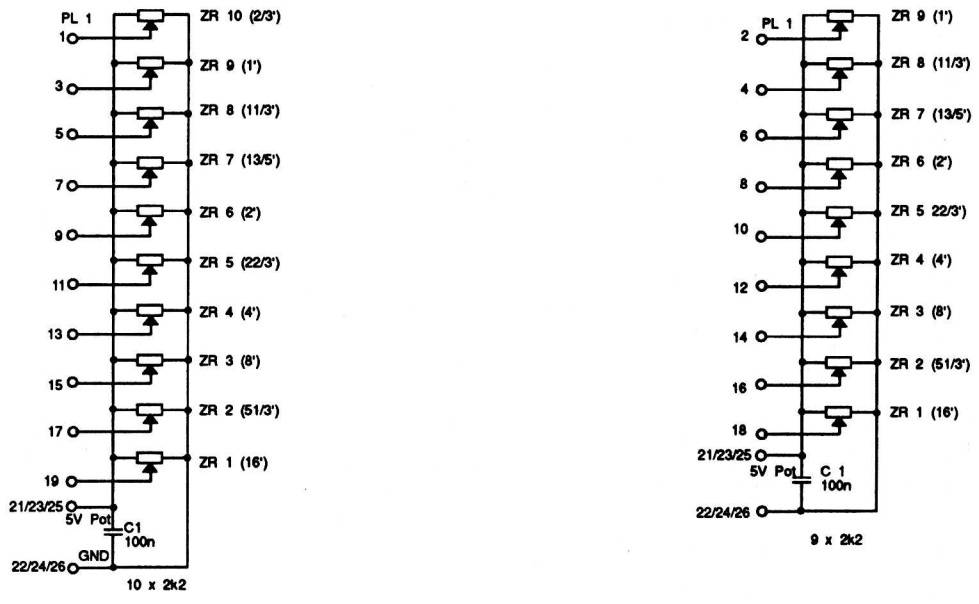 PL 1
ZR 10 (2/3')
1
ZR 9 (1')
3
ZR 8 (11/3')
5
ZR 7 (13/5')
7
ZR 6 (2')
9
ZR 5 (22/3')
11
ZR 4 (4')
13
ZR 3 (8')
15
ZR 2 (51/3')
17
ZR 1 (16')
19
21/23/25
5V Pot
C1
100n
GND
22/24/26
10 x 2k2
PL 1
ZR 9 (1')
2
ZR 8 (11/3')
4
ZR 7 (13/5')
6
ZR 6 (2')
8
ZR 5 22/3')
10
ZR 4 (4')
12
ZR 3 (8')
14
ZR 2 (51/3')
16
ZR 1 (16')
18
21/23/25
5V Pot
C 1
100n
22/24/26
9 x 2k2